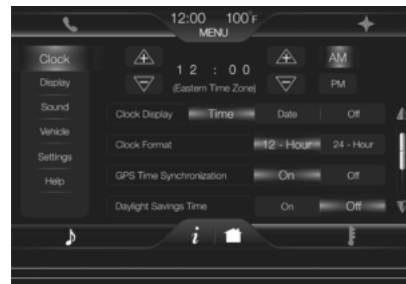 12:00 100°F
MENU
Clock
Display
Sound
Vehicle
Settings
Help
12 : 00
(Eastern Time Zone)
AM
PM
Clock Display Time Date Off
Clock Format 12 - Hour 24 - Hour
GPS Time Synchronization On Off
Daylight Savings Time On Off
i